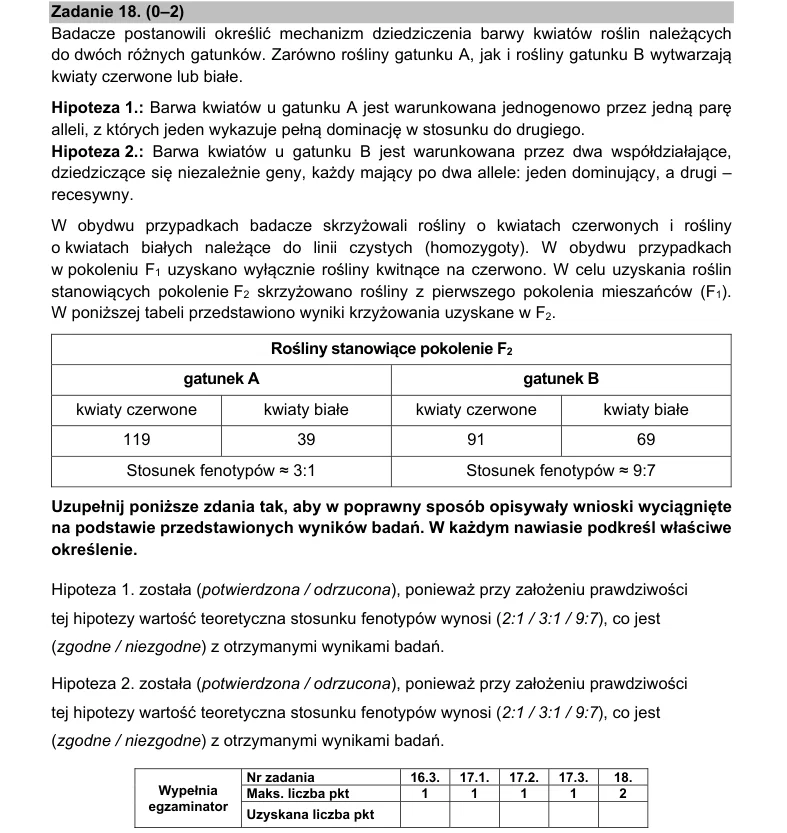 Zadanie 18. (0–2)
Badacze postanowili określić mechanizm dziedziczenia barwy kwiatów roślin należących
do dwóch różnych gatunków. Zarówno rośliny gatunku A, jak i rośliny gatunku B wytwarzają
kwiaty czerwone lub białe.
Hipoteza 1.: Barwa kwiatów u gatunku A jest warunkowana jednogenowo przez jedną parę
alleli, z których jeden wykazuje pełną dominację w stosunku do drugiego.
Hipoteza 2.: Barwa kwiatów u gatunku B jest warunkowana przez dwa współdziałające,
dziedziczące się niezależnie geny, każdy mający po dwa allele: jeden dominujący, a drugi –
recesywny.
W obydwu przypadkach badacze skrzyżowali rośliny o kwiatach czerwonych i rośliny
o kwiatach białych należące do linii czystych (homozygoty). W obydwu przypadkach
w pokoleniu F₁ uzyskano wyłącznie rośliny kwitnące na czerwono. W celu uzyskania roślin
stanowiących pokolenie F₂ skrzyżowano rośliny z pierwszego pokolenia mieszańców (F₁).
W poniższej tabeli przedstawiono wyniki krzyżowania uzyskane w F₂.
Rośliny stanowiące pokolenie F₂
gatunek A gatunek B
kwiaty czerwone kwiaty białe kwiaty czerwone kwiaty białe
119 39 91 69
Stosunek fenotypów ≈ 3:1 Stosunek fenotypów ≈ 9:7
Uzupełnij poniższe zdania tak, aby w poprawny sposób opisywały wnioski wyciągnięte
na podstawie przedstawionych wyników badań. W każdym nawiasie podkreśl właściwe
określenie.
Hipoteza 1. została (potwierdzona / odrzucona), ponieważ przy założeniu prawdziwości
tej hipotezy wartość teoretyczna stosunku fenotypów wynosi (2:1 / 3:1 / 9:7), co jest
(zgodne / niezgodne) z otrzymanymi wynikami badań.
Hipoteza 2. została (potwierdzona / odrzucona), ponieważ przy założeniu prawdziwości
tej hipotezy wartość teoretyczna stosunku fenotypów wynosi (2:1 / 3:1 / 9:7), co jest
(zgodne / niezgodne) z otrzymanymi wynikami badań.
Wypełnia egzaminator
Nr zadania 16.3. 17.1. 17.2. 17.3. 18.
Maks. liczba pkt 1 1 1 1 2
Uzyskana liczba pkt